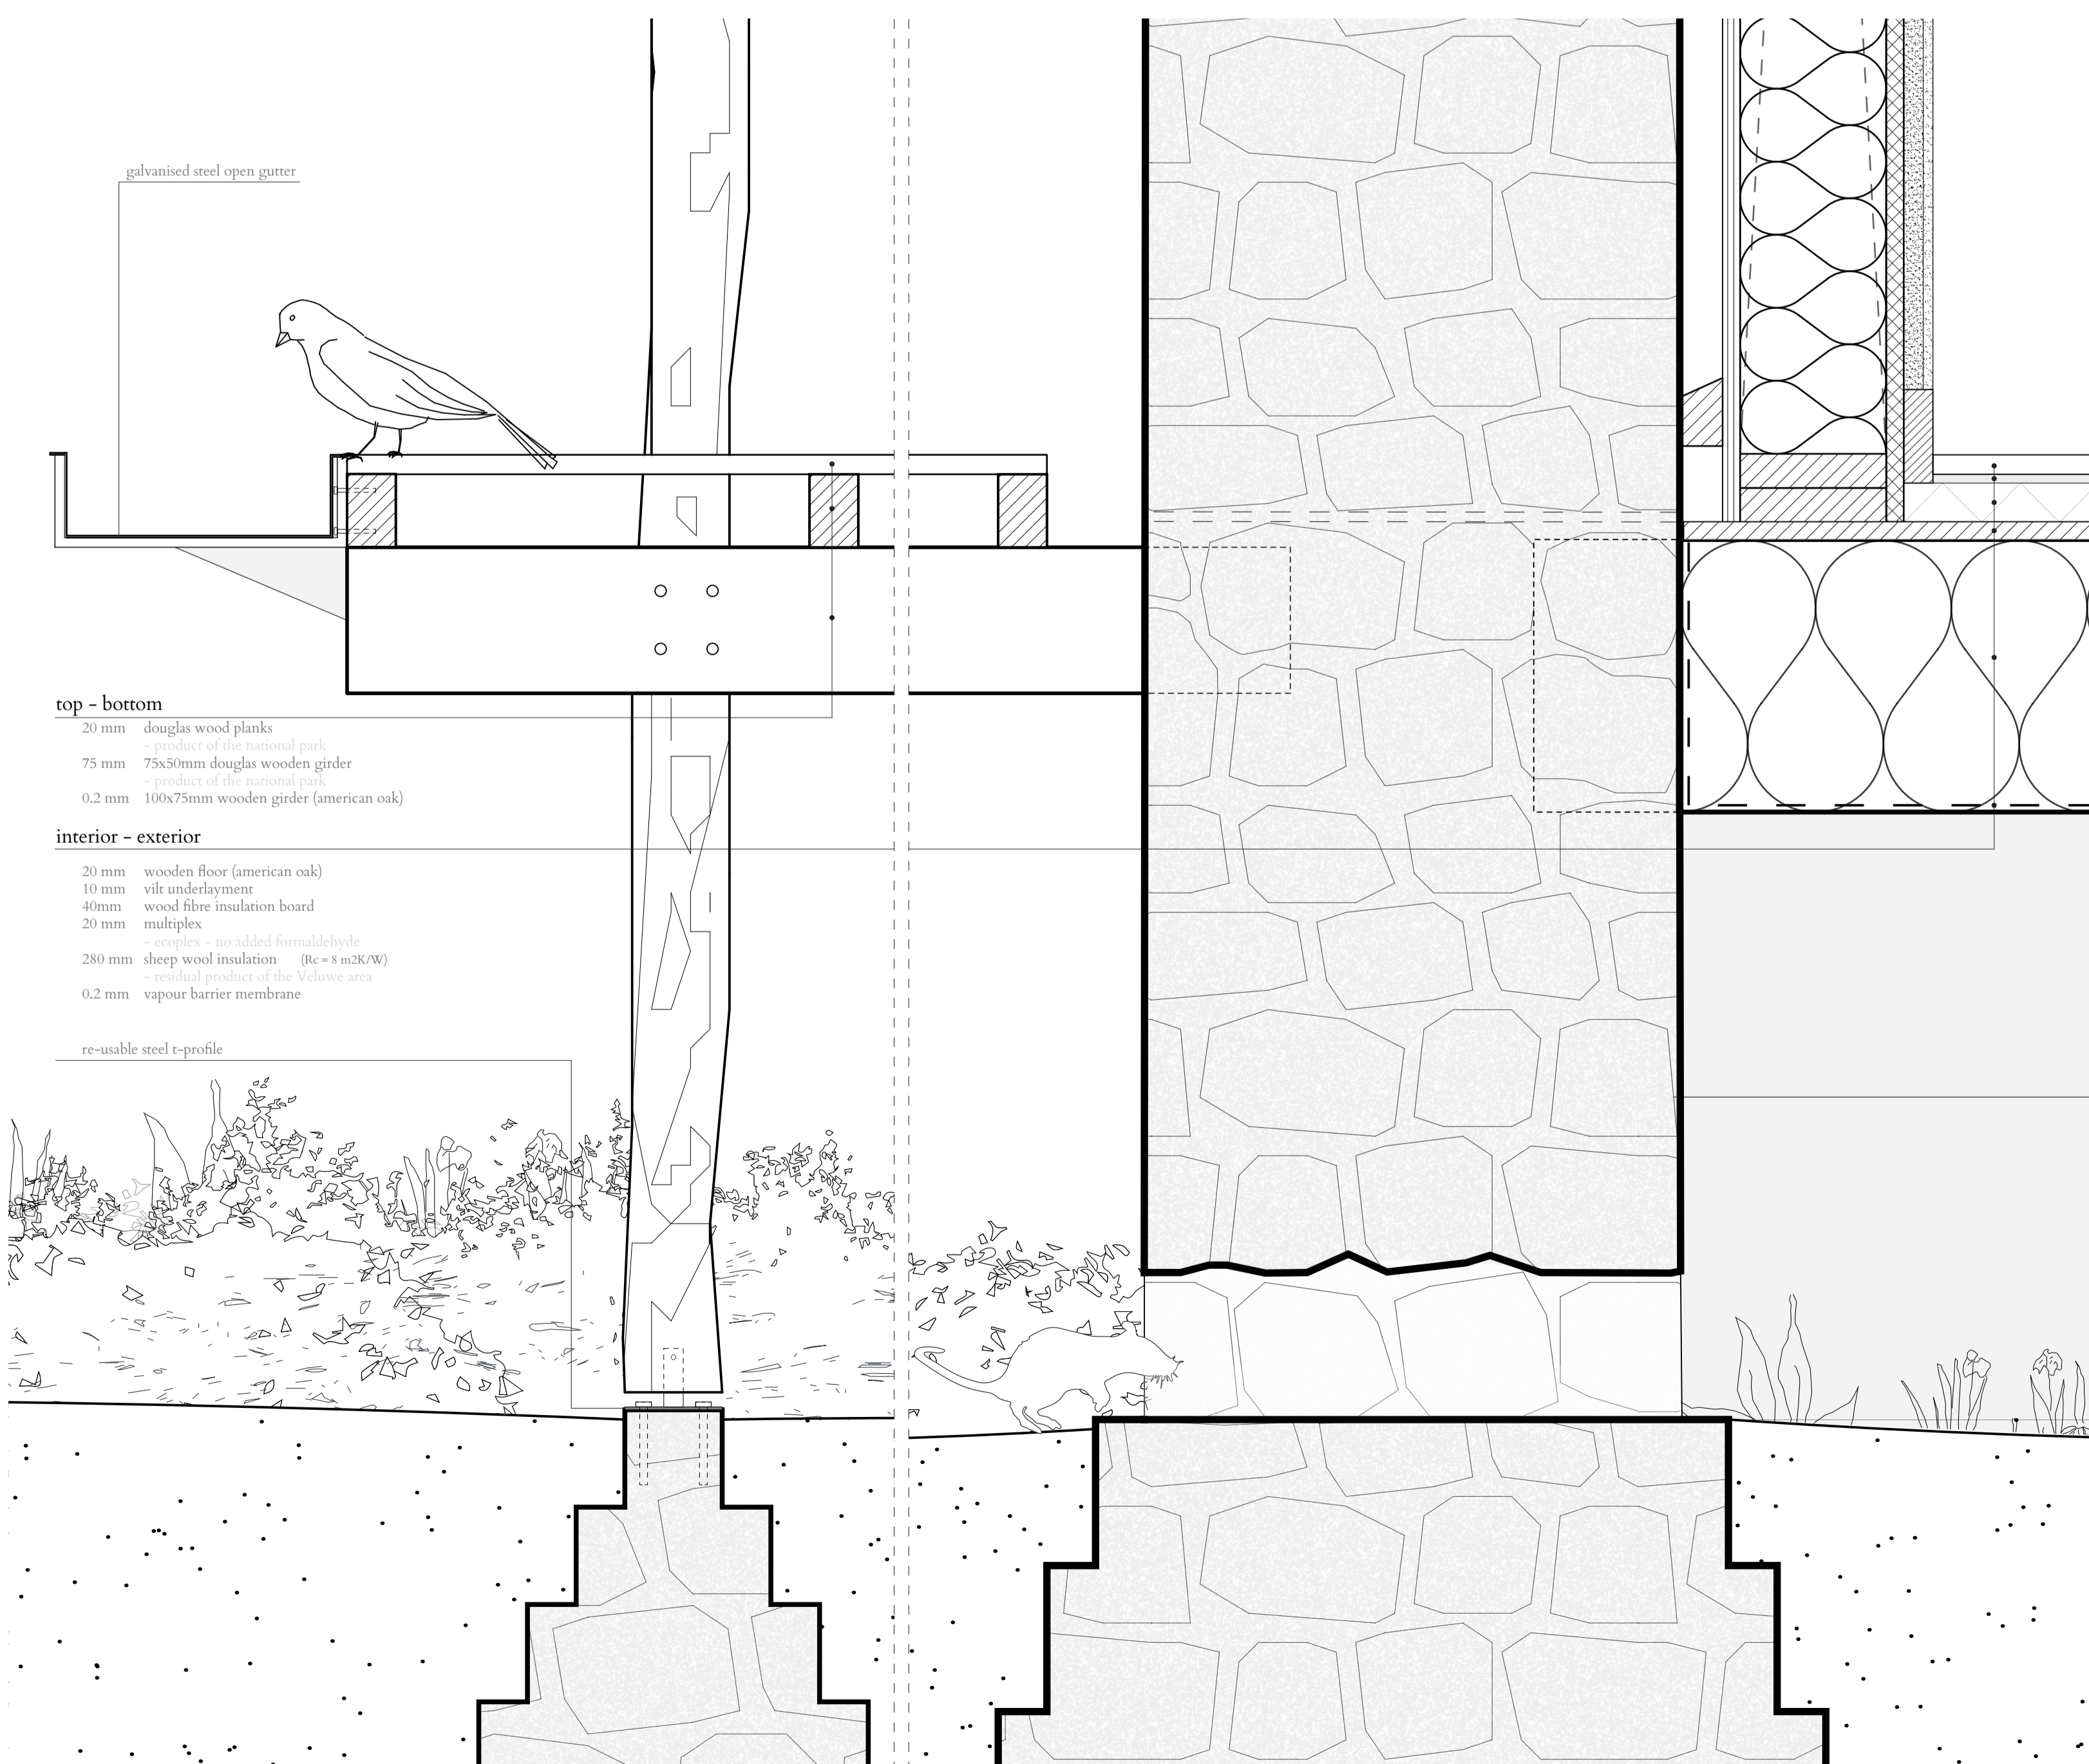 galvanised steel open gutter
top - bottom
20 mm douglas wood planks
- product of the national park
75 mm 75x50mm douglas wooden girder
- product of the national park
0.2 mm 100x75mm wooden girder (american oak)
interior - exterior
20 mm wooden floor (american oak)
10 mm vilt underlayment
40mm wood fibre insulation board
20 mm multiplex
- ecoplex - no added formaldehyde
280 mm sheep wool insulation (Rc = 8 m2K/W)
- residual product of the Veluwe area
0.2 mm vapour barrier membrane
re-usable steel t-profile